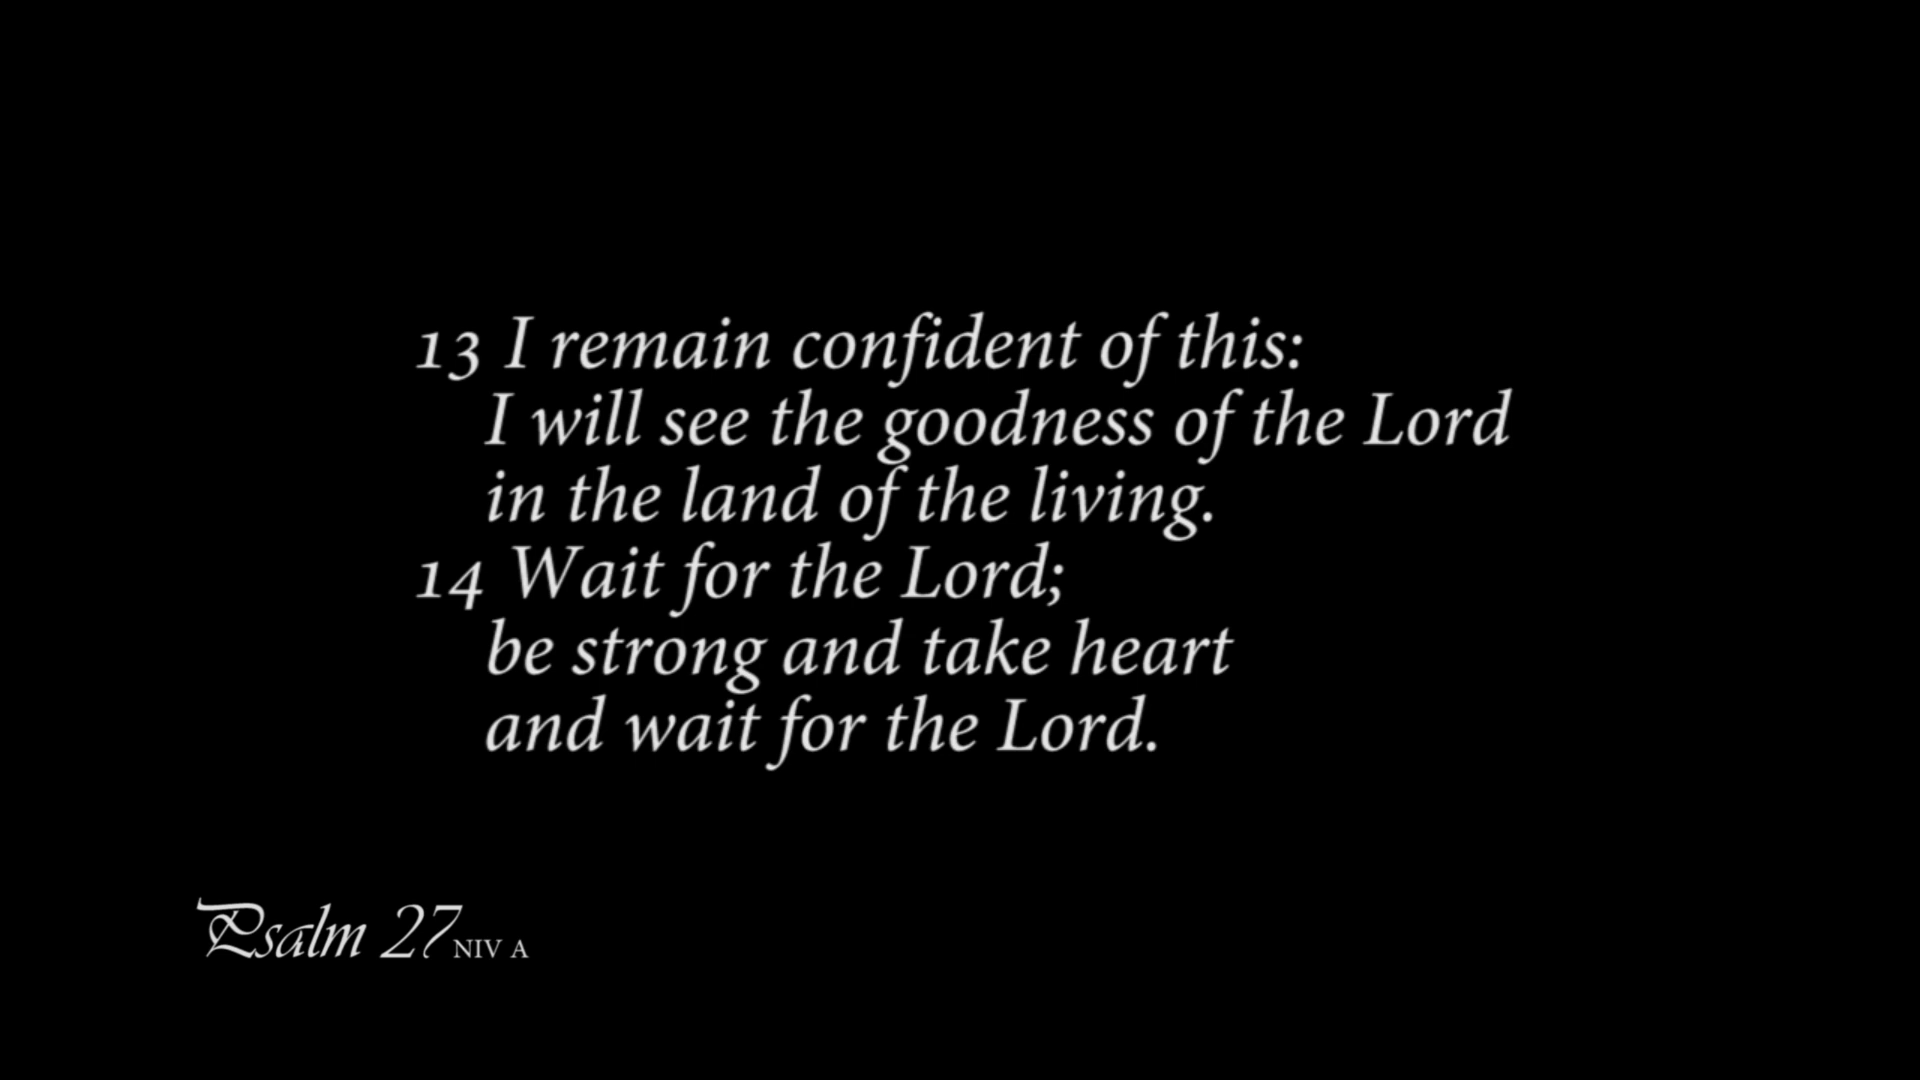 13 I remain confident of this:
I will see the goodness of the Lord
in the land of the living.
14 Wait for the Lord;
be strong and take heart
and wait for the Lord.
Psalm 27 NIV A